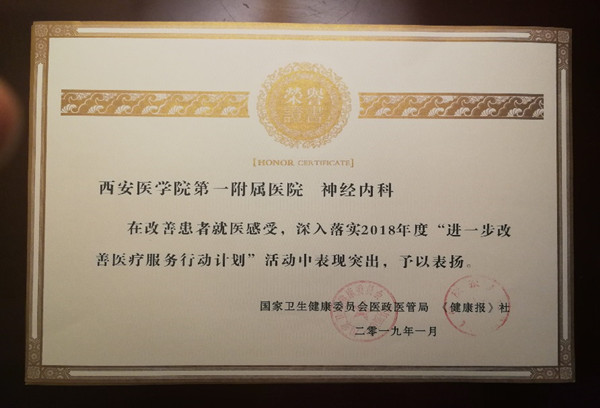 榮譽
證書
[HONOR CERTIFICATE]
西安医学院第一附属医院 神经内科
在改善患者就医感受，深入落实2018年度“进一步改
善医疗服务行动计划”活动中表现突出，予以表扬。
国家卫生健康委员会医政医管局 《健康报》社
二零一九年一月